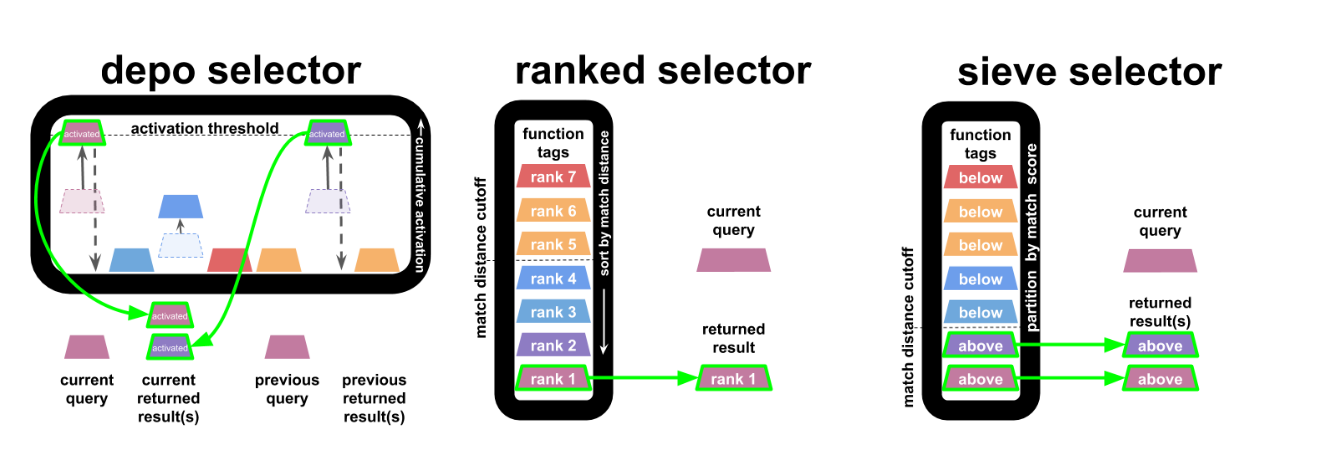 depo selector
activation threshold
activated
activated
cumulative activation
activated
activated
current
query
current
returned
result(s)
previous
query
previous
returned
result(s)
ranked selector
match distance cutoff
function
tags
rank 7
rank 6
rank 5
rank 4
rank 3
rank 2
rank 1
sort by match distance
current
query
returned
result
rank 1
sieve selector
match distance cutoff
function
tags
below
below
below
below
below
above
above
partition by match score
current
query
returned
result(s)
above
above